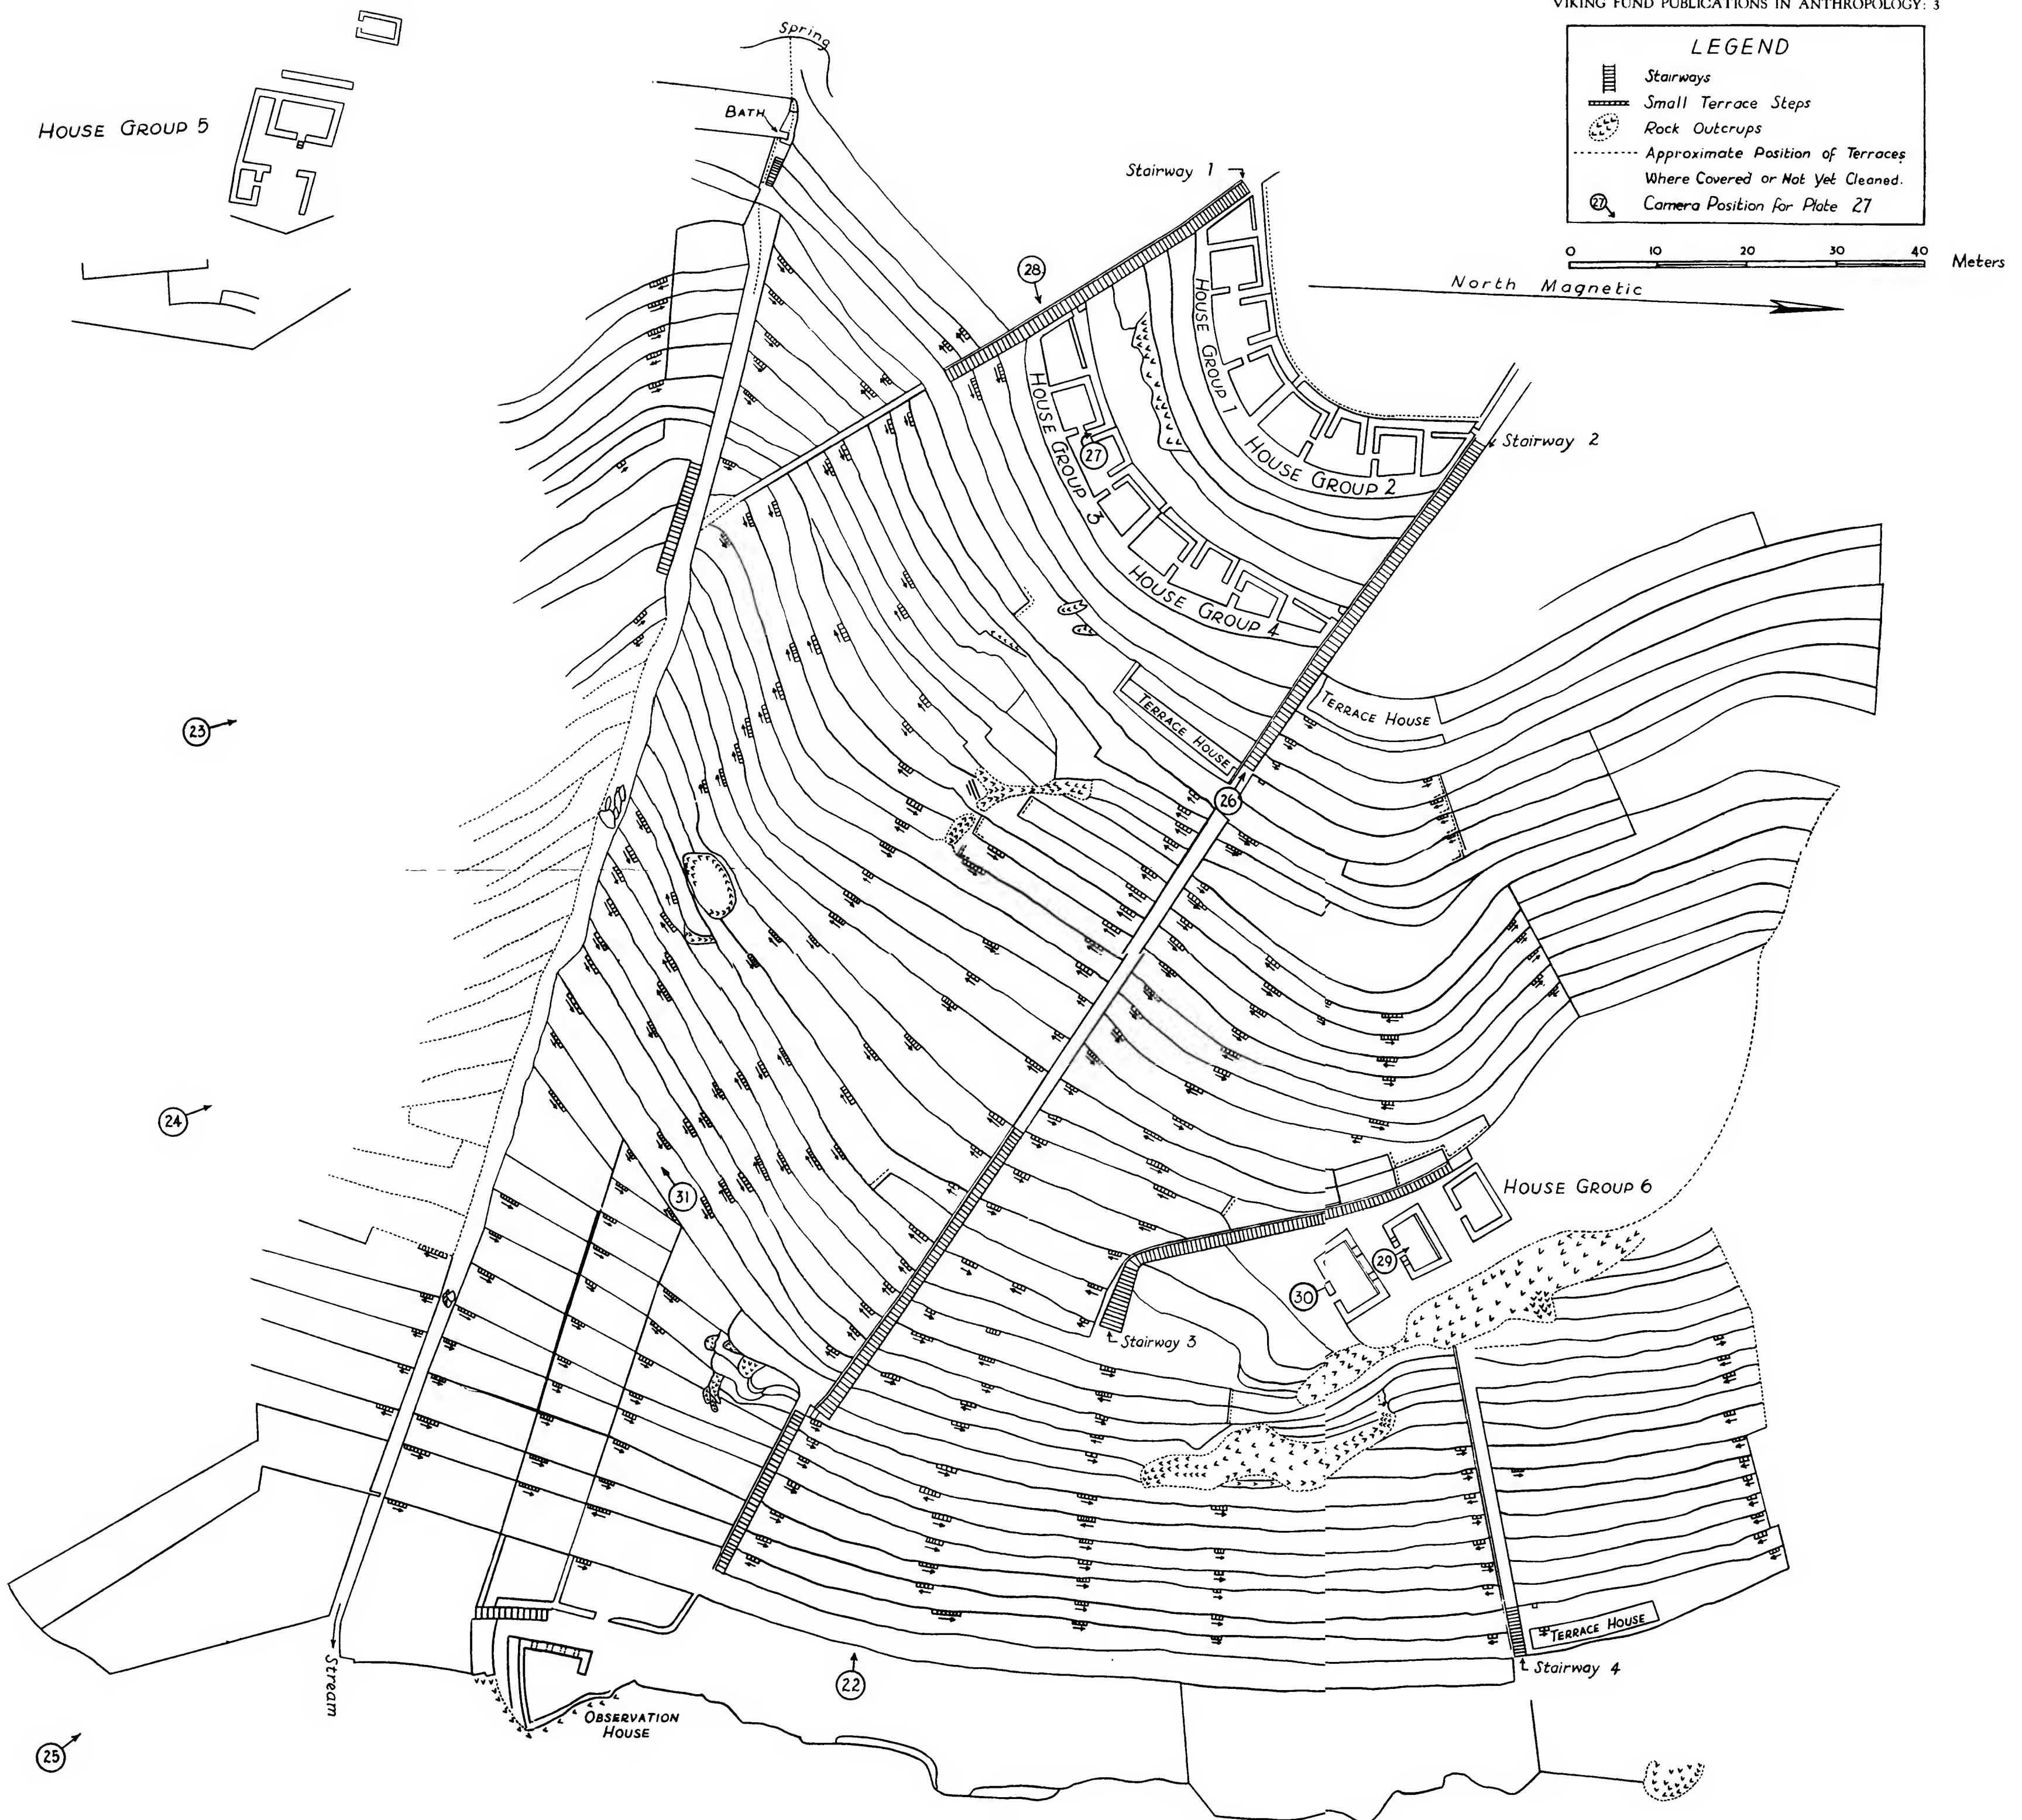 VIKING FUND PUBLICATIONS IN ANTHROPOLOGY: 3
LEGEND
Stairways
Small Terrace Steps
Rock Outcrups
Approximate Position of Terraces
Where Covered or Not Yet Cleaned.
27
Camera Position for Plate 27
0 10 20 30 40 Meters
North Magnetic
Spring
BATH
HOUSE GROUP 5
Stairway 1
28
HOUSE GROUP 1
HOUSE GROUP 2
Stairway 2
HOUSE GROUP 3
27
HOUSE GROUP 4
TERRACE HOUSE
TERRACE HOUSE
23
26
24
31
HOUSE GROUP 6
29
30
Stairway 3
TERRACE HOUSE
Stairway 4
22
Stream
OBSERVATION
HOUSE
25